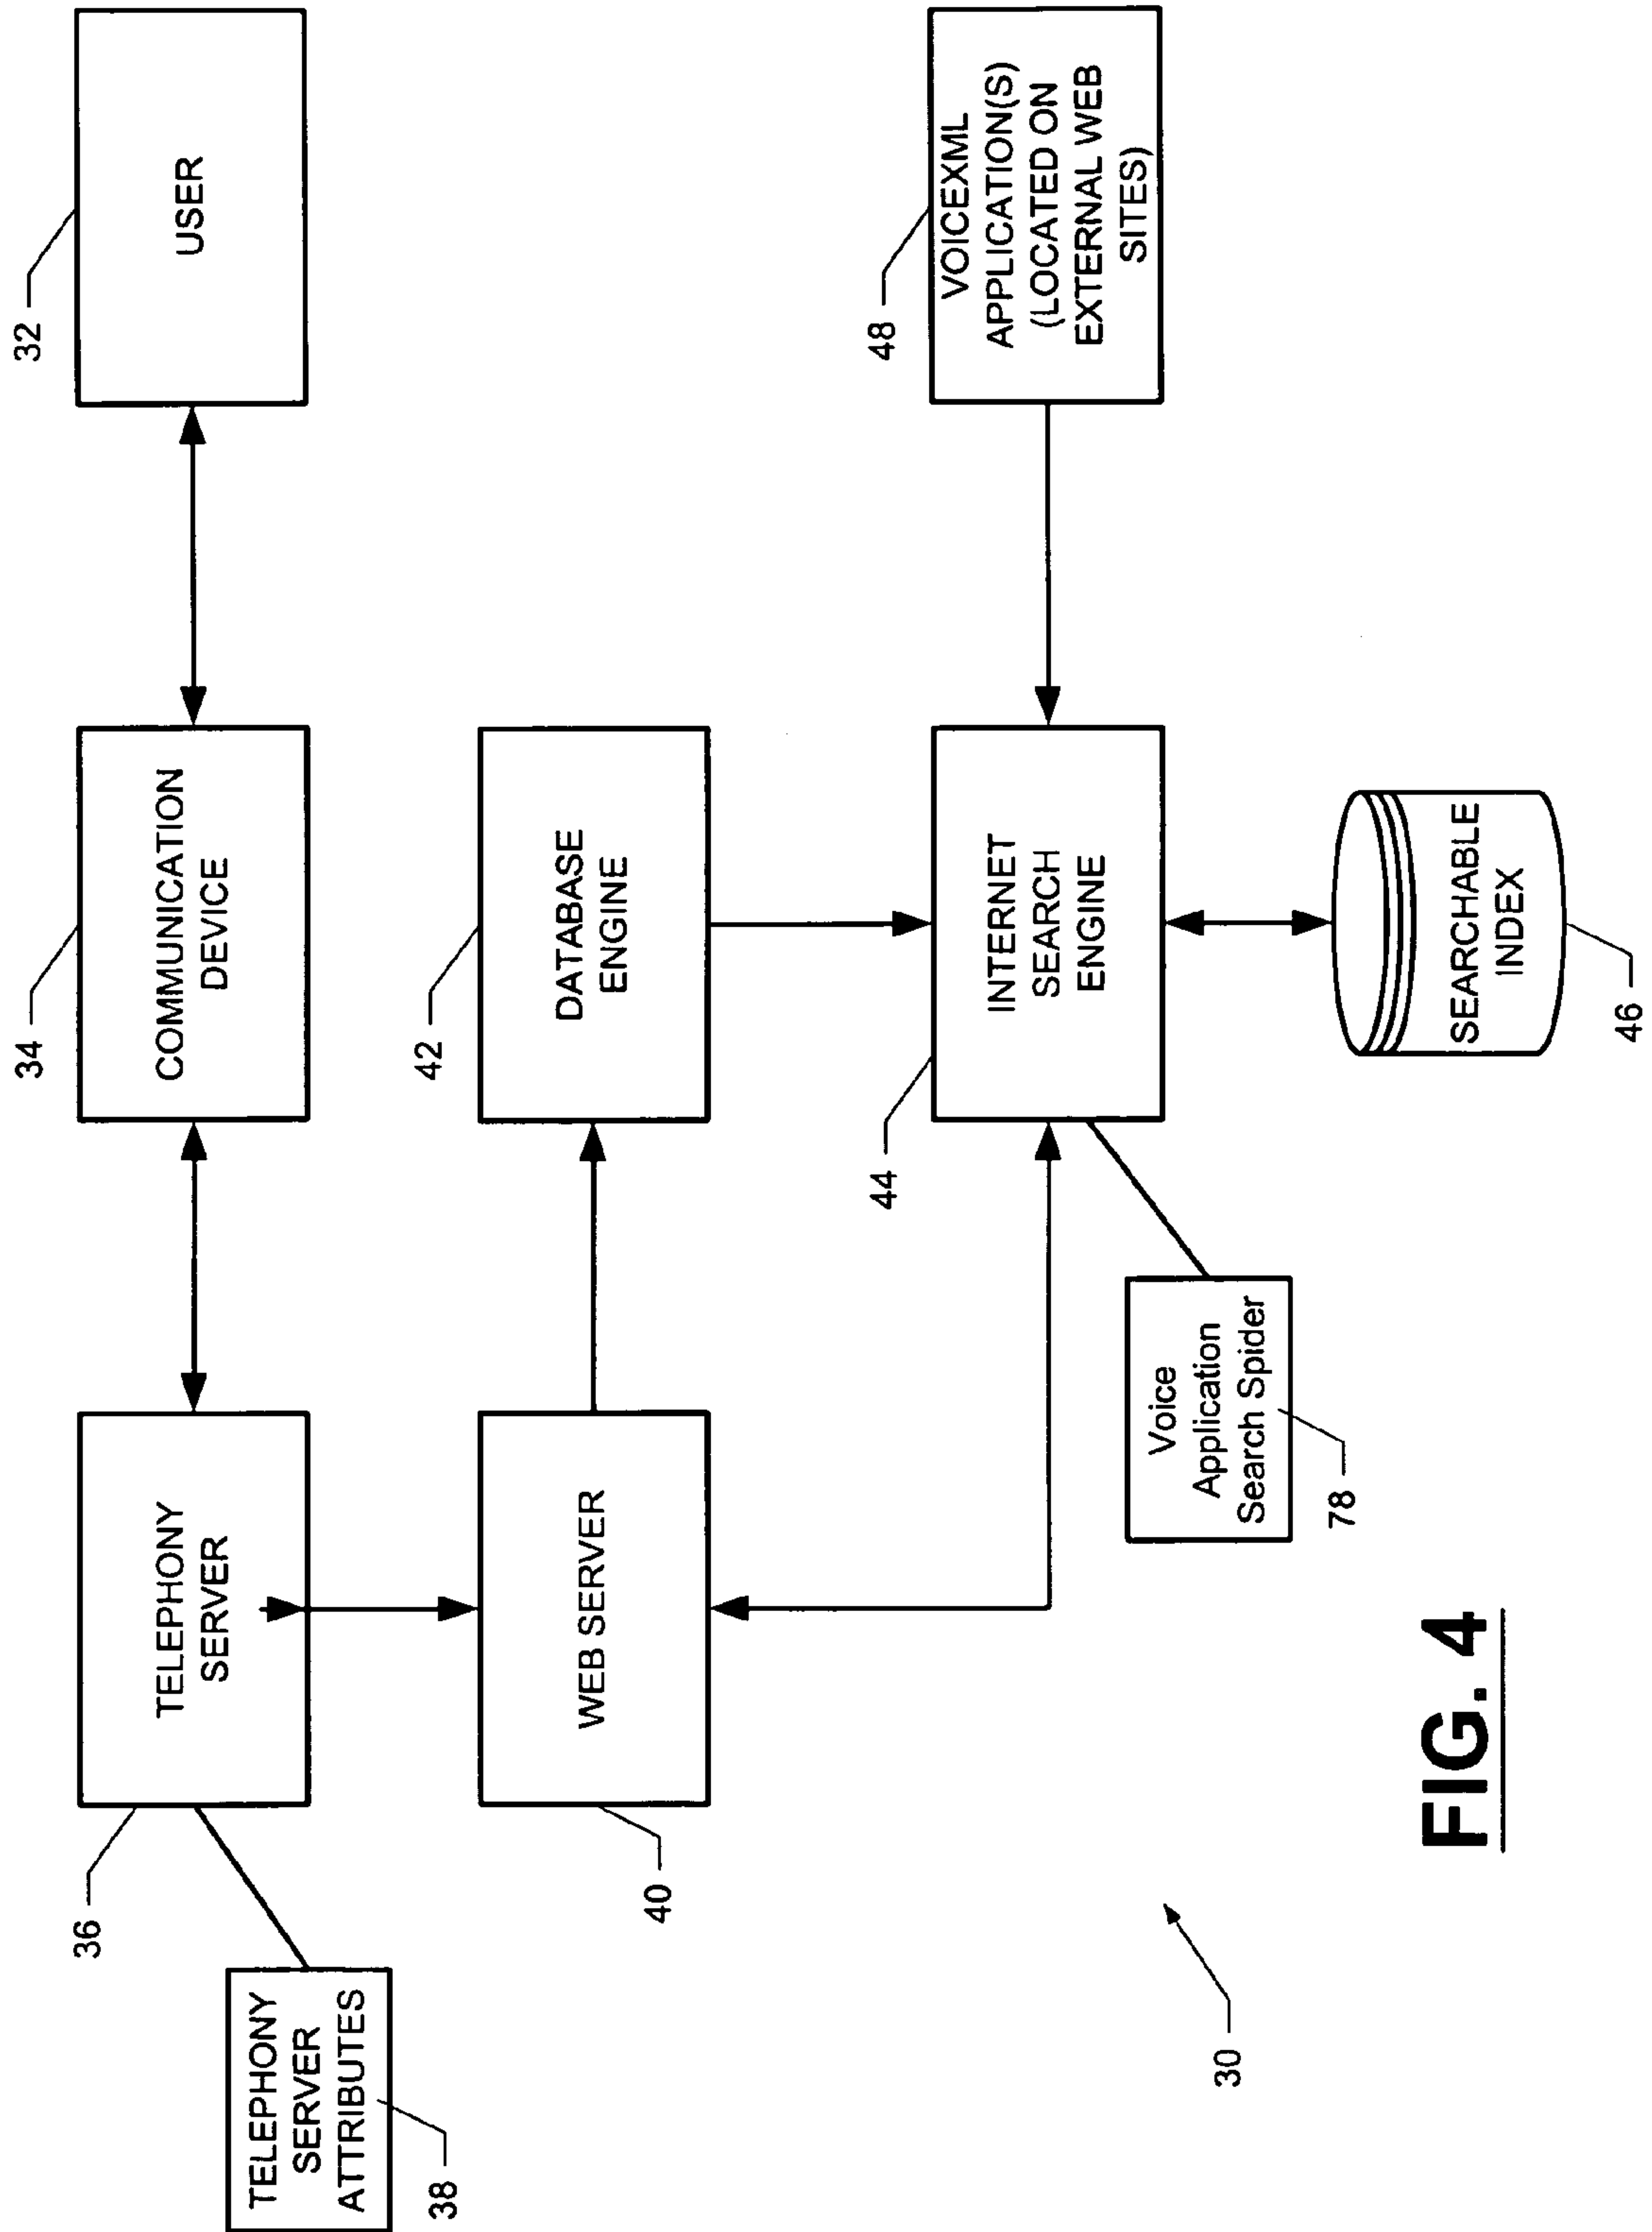 32
USER
34
COMMUNICATION
DEVICE
36
TELEPHONY
SERVER
TELEPHONY
SERVER
ATTRIBUTES
38
42
DATABASE
ENGINE
WEB SERVER
40
48
VOICEXML
APPLICATION(S)
(LOCATED ON
EXTERNAL WEB
SITES)
44
INTERNET
SEARCH
ENGINE
Voice
Application
Search Spider
78
SEARCHABLE
INDEX
46
30
FIG. 4